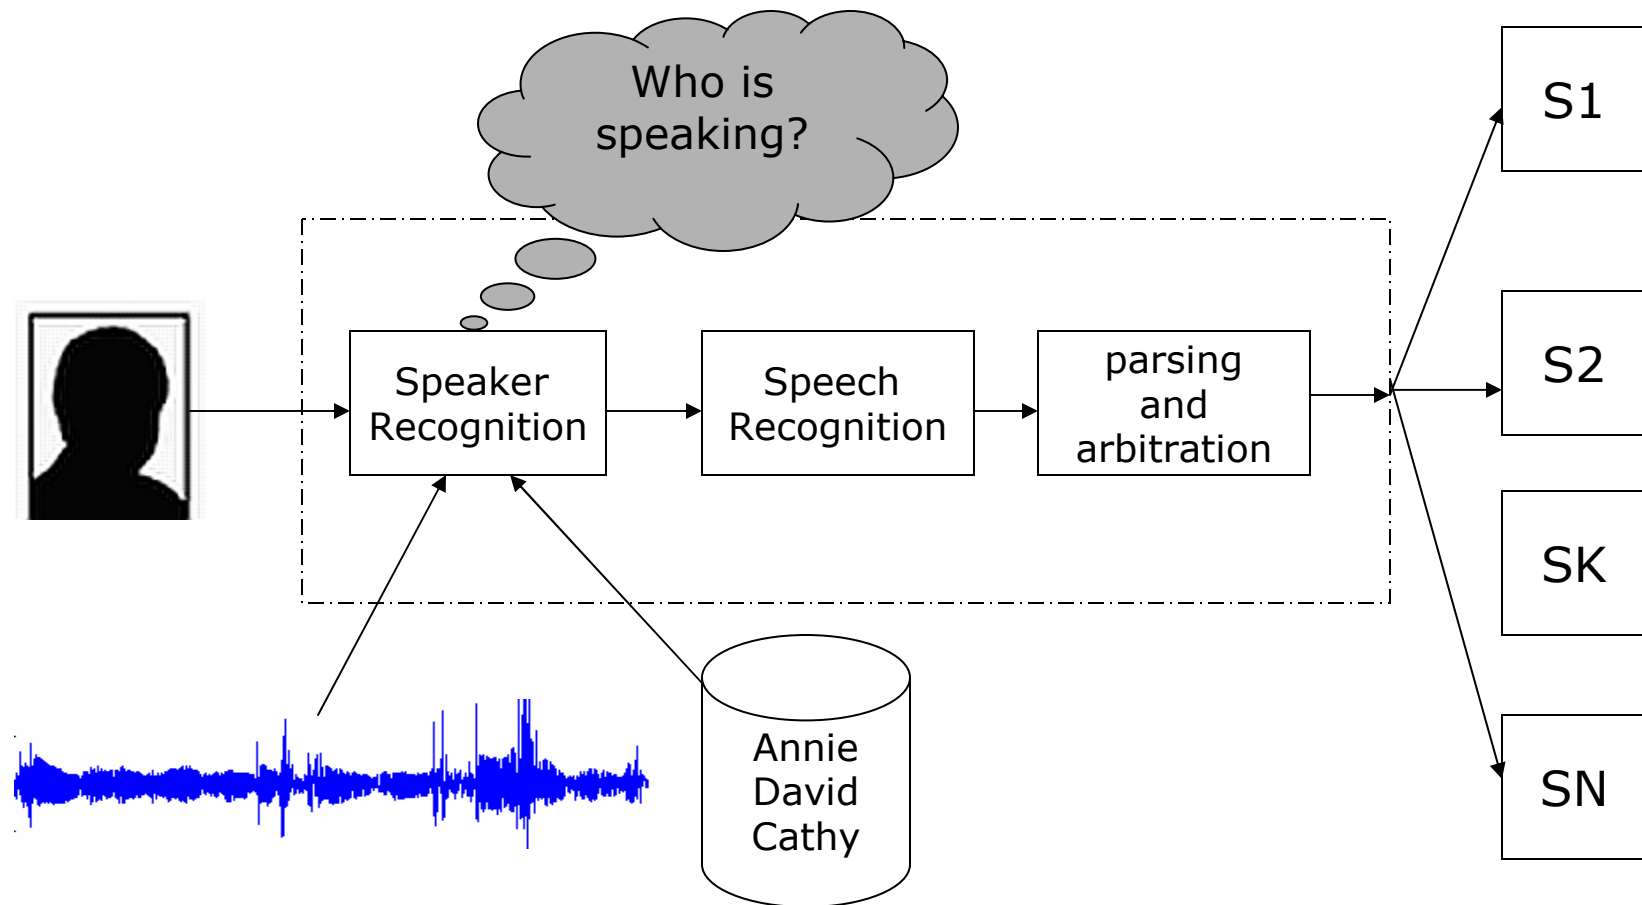 Who is
speaking?
Speaker
Recognition
Speech
Recognition
parsing
and
arbitration
S1
S2
SK
SN
Annie
David
Cathy